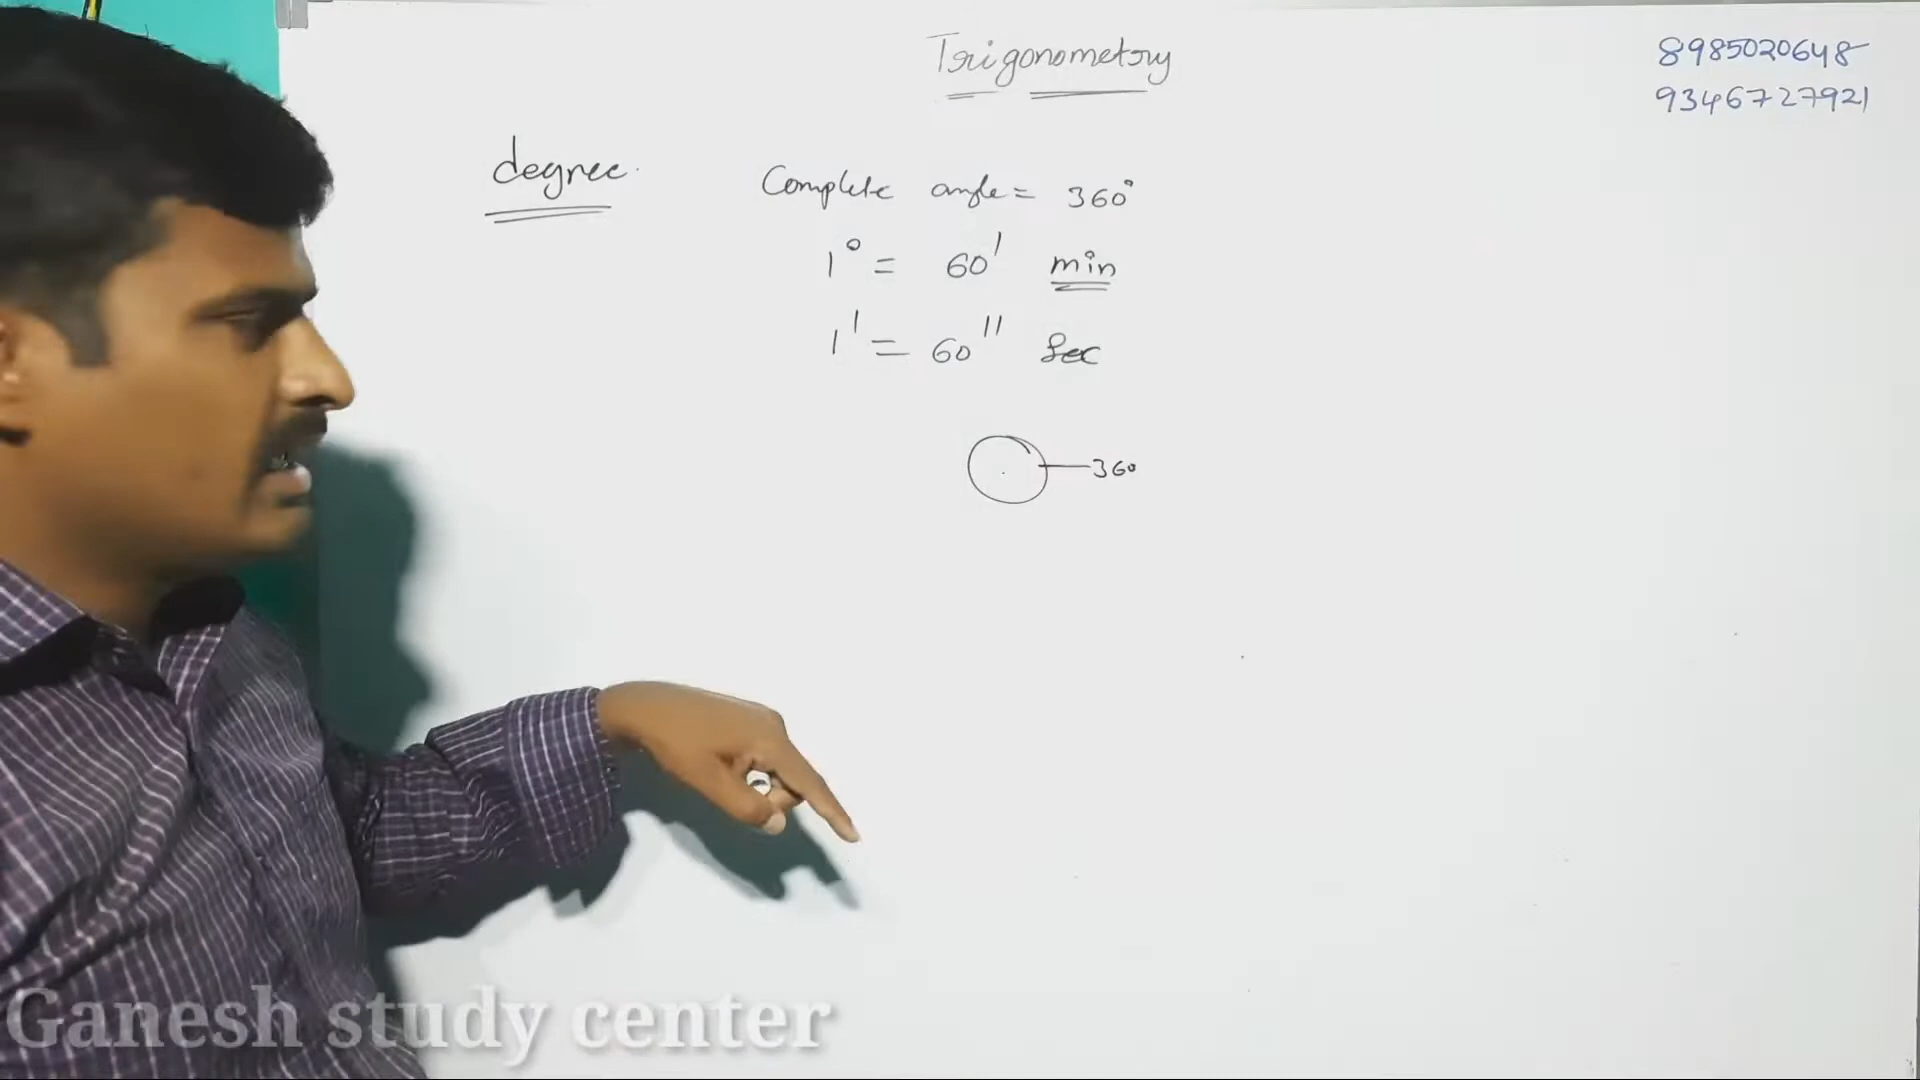 Trigonometry
8985020648
9346727921
degree.
Complete angle = 360°
1° = 60' min
1' = 60'' Sec
360
Ganesh study center